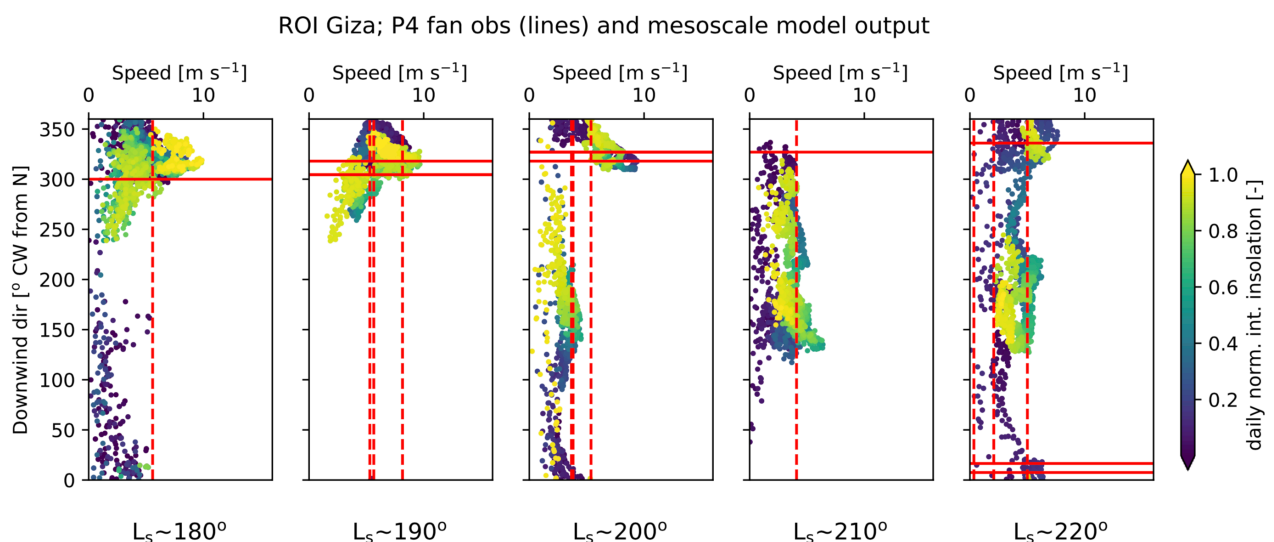 ROI Giza; P4 fan obs (lines) and mesoscale model output
Speed [m s⁻¹] Speed [m s⁻¹] Speed [m s⁻¹] Speed [m s⁻¹] Speed [m s⁻¹]
0 10 0 10 0 10 0 10 0 10
Downwind dir [° CW from N]
350
300
250
200
150
100
50
0
1.0
0.8
0.6
0.4
0.2
daily norm. int. insolation [-]
Lₛ~180° Lₛ~190° Lₛ~200° Lₛ~210° Lₛ~220°